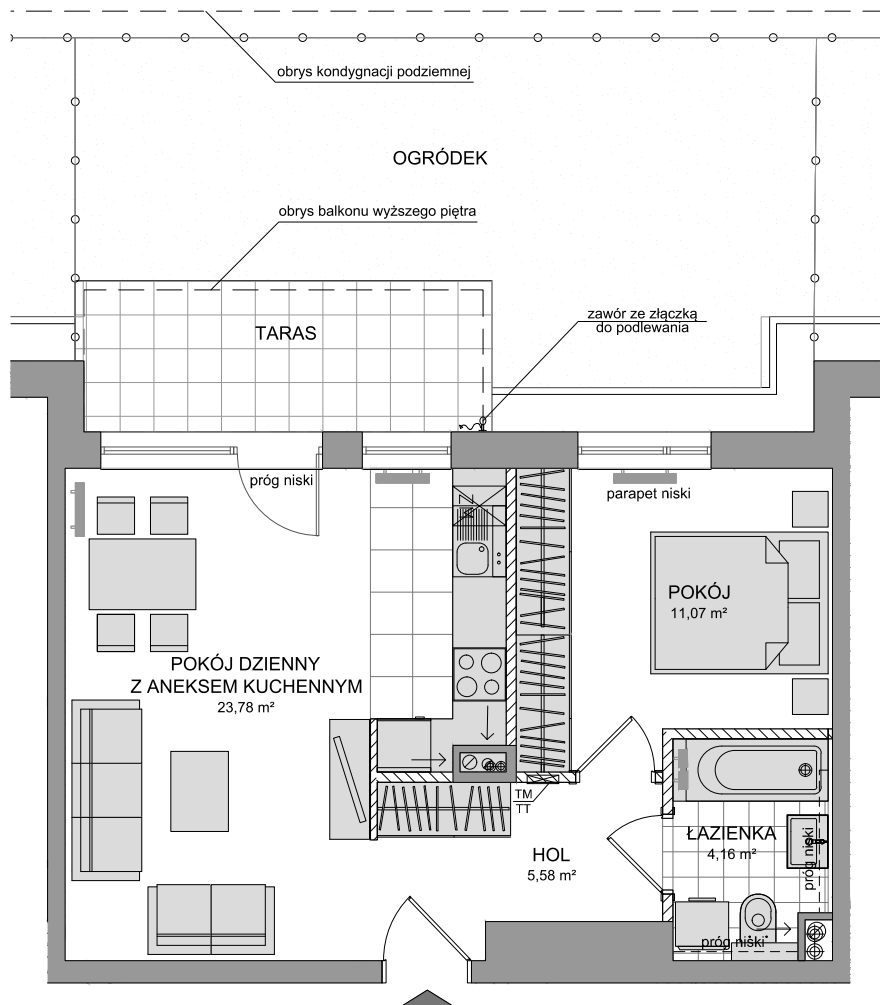 obrys kondygnacji podziemnej
OGRÓDEK
obrys balkonu wyższego piętra
zawór ze złączką
do podlewania
TARAS
próg niski
parapet niski
POKÓJ
11,07 m²
POKÓJ DZIENNY
Z ANEKSEM KUCHENNYM
23,78 m²
TM
TT
HOL
5,58 m²
ŁAZIENKA
4,16 m²
próg niski
próg niski